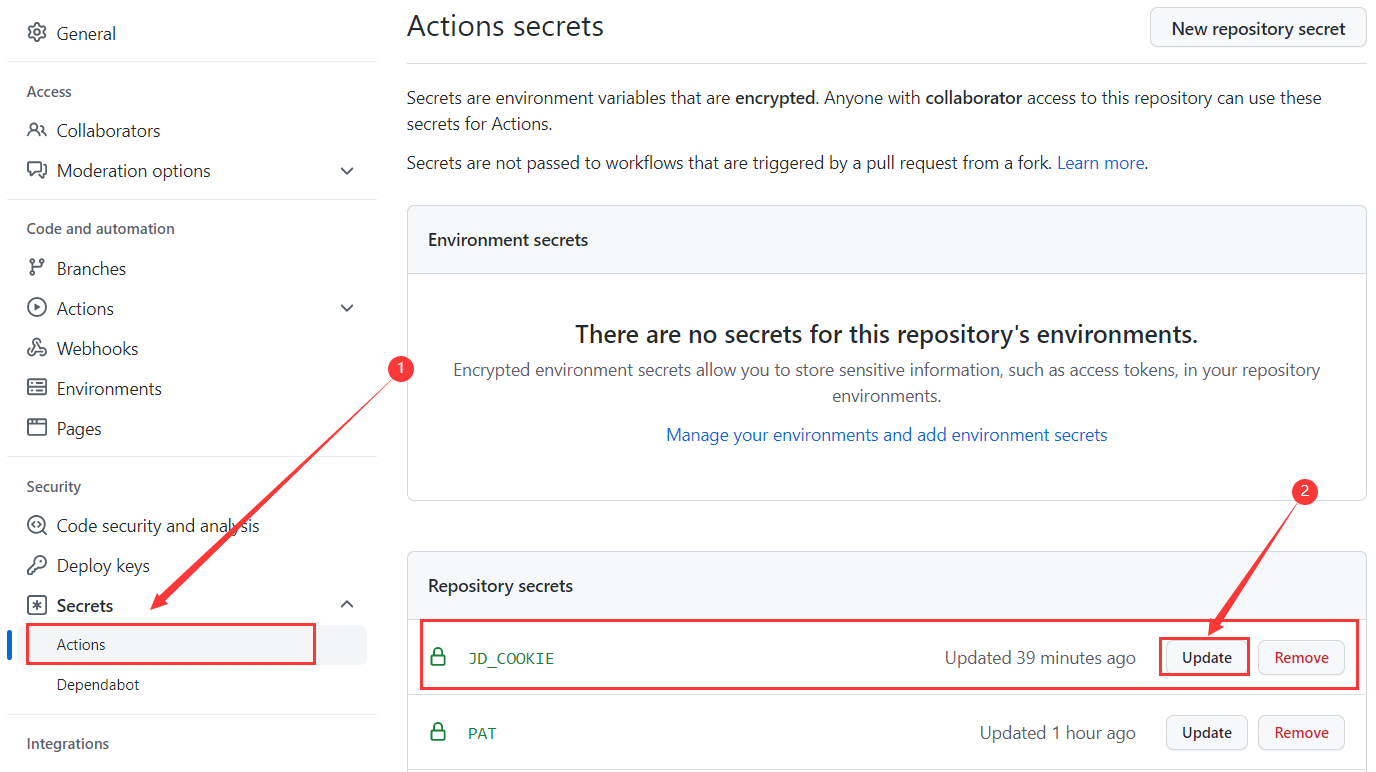 General
Access
Collaborators
Moderation options
Code and automation
Branches
Actions
Webhooks
Environments
Pages
Security
Code security and analysis
Deploy keys
Secrets
Actions
Dependabot
Integrations
Actions secrets
New repository secret
Secrets are environment variables that are encrypted. Anyone with collaborator access to this repository can use these
secrets for Actions.
Secrets are not passed to workflows that are triggered by a pull request from a fork. Learn more.
Environment secrets
There are no secrets for this repository's environments.
Encrypted environment secrets allow you to store sensitive information, such as access tokens, in your repository
environments.
Manage your environments and add environment secrets
1
2
Repository secrets
JD_COOKIE Updated 39 minutes ago Update Remove
PAT Updated 1 hour ago Update Remove